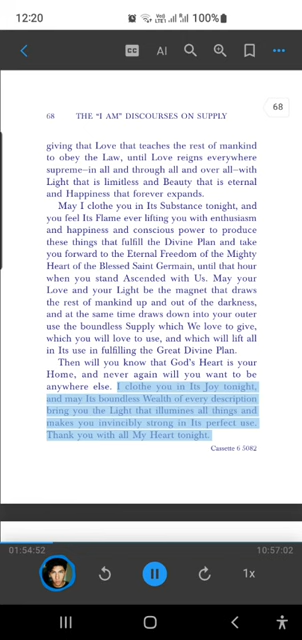 12:20
100%
CC
AI
68
68 THE "I AM" DISCOURSES ON SUPPLY
giving that Love that teaches the rest of mankind
to obey the Law, until Love reigns everywhere
supreme—in all and through all and over all—with
Light that is limitless and Beauty that is eternal
and Happiness that forever expands.
May I clothe you in Its Substance tonight, and
you feel Its Flame ever lifting you with enthusiasm
and happiness and conscious power to produce
these things that fulfill the Divine Plan and take
you forward to the Eternal Freedom of the Mighty
Heart of the Blessed Saint Germain, until that hour
when you stand Ascended with Us. May your
Love and your Light be the magnet that draws
the rest of mankind up and out of the darkness,
and at the same time draws down into your outer
use the boundless Supply which We love to give,
which you will love to use, and which will lift all
in Its use in fulfilling the Great Divine Plan.
Then will you know that God's Heart is your
Home, and never again will you want to be
anywhere else. I clothe you in Its Joy tonight,
and may Its boundless Wealth of every description
bring you the Light that illumines all things and
makes you invincibly strong in Its perfect use.
Thank you with all My Heart tonight.
Cassette 6 5082
01:54:52
10:57:02
1x